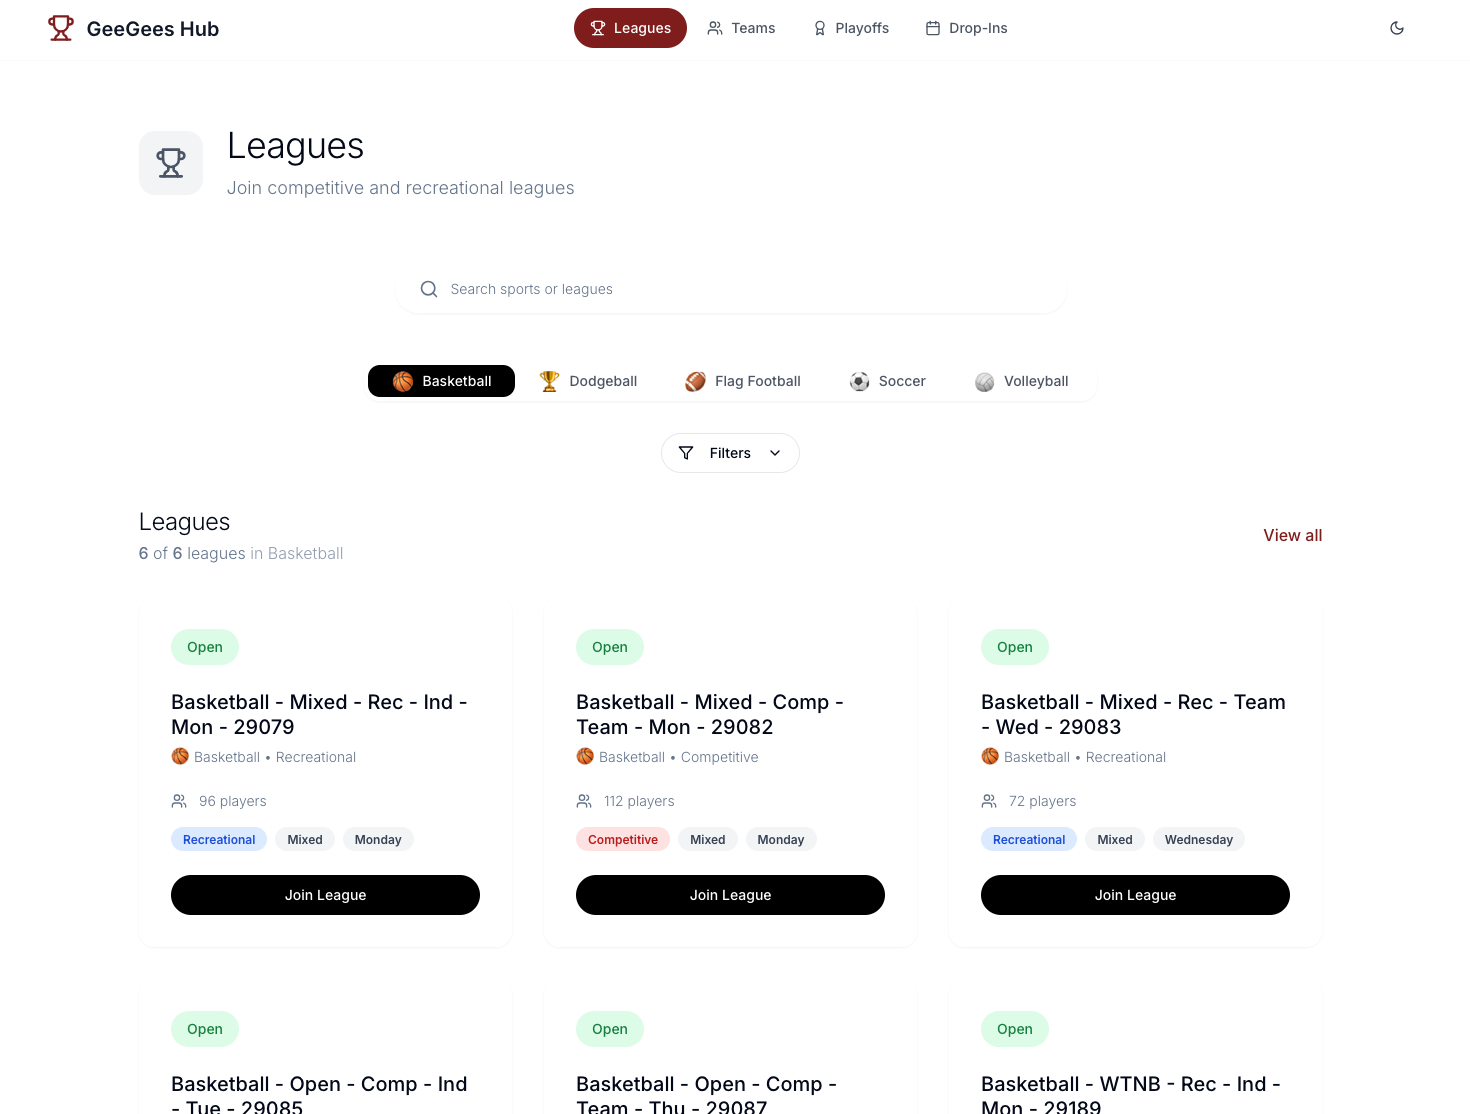 GeeGees Hub
Leagues
Teams
Playoffs
Drop-Ins
Leagues
Join competitive and recreational leagues
Search sports or leagues
Basketball
Dodgeball
Flag Football
Soccer
Volleyball
Filters
Leagues
6 of 6 leagues in Basketball
View all
Open
Basketball - Mixed - Rec - Ind -
Mon - 29079
Basketball • Recreational
96 players
Recreational
Mixed
Monday
Join League
Open
Basketball - Mixed - Comp -
Team - Mon - 29082
Basketball • Competitive
112 players
Competitive
Mixed
Monday
Join League
Open
Basketball - Mixed - Rec - Team
- Wed - 29083
Basketball • Recreational
72 players
Recreational
Mixed
Wednesday
Join League
Open
Basketball - Open - Comp - Ind
- Tue - 29085
Open
Basketball - Open - Comp -
Team - Thu - 29087
Open
Basketball - WTNB - Rec - Ind -
Mon - 29189